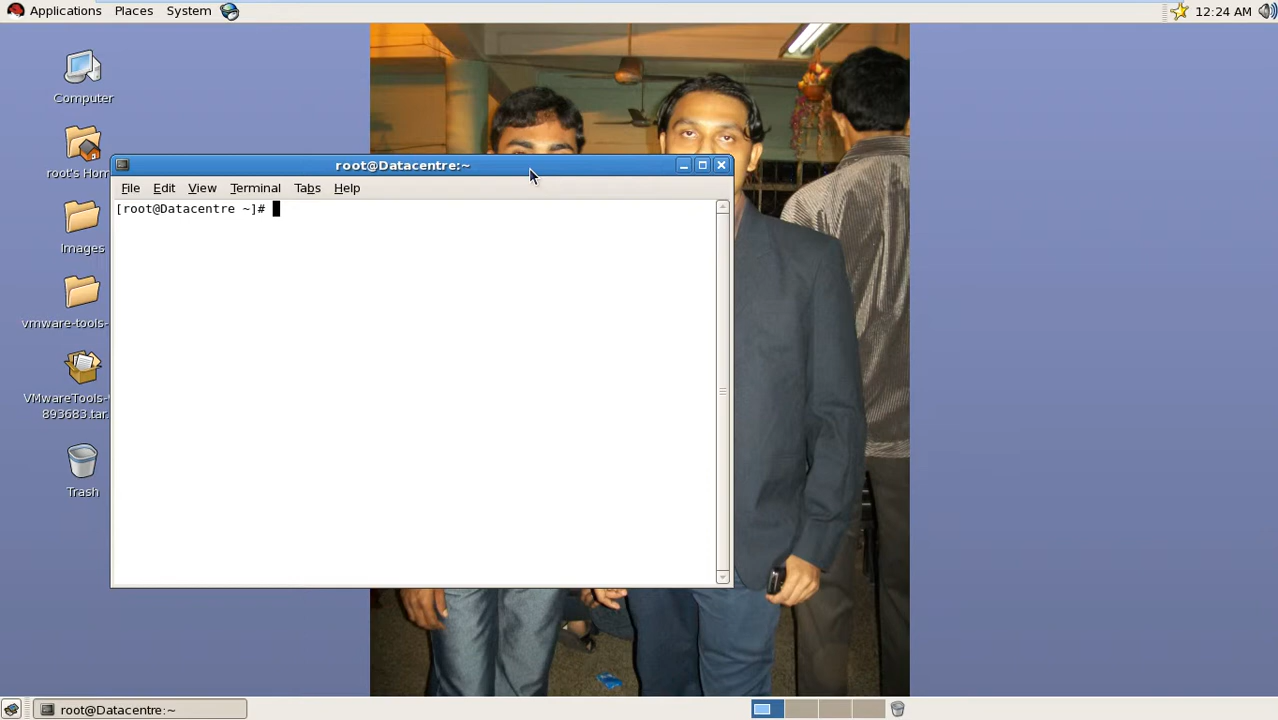 Applications Places System 12:24 AM
Computer
root's Hom
Images
vmware-tools-
VMwareTools-
893683.tar.
Trash
root@Datacentre:~
File Edit View Terminal Tabs Help
[root@Datacentre ~]#
root@Datacentre:~